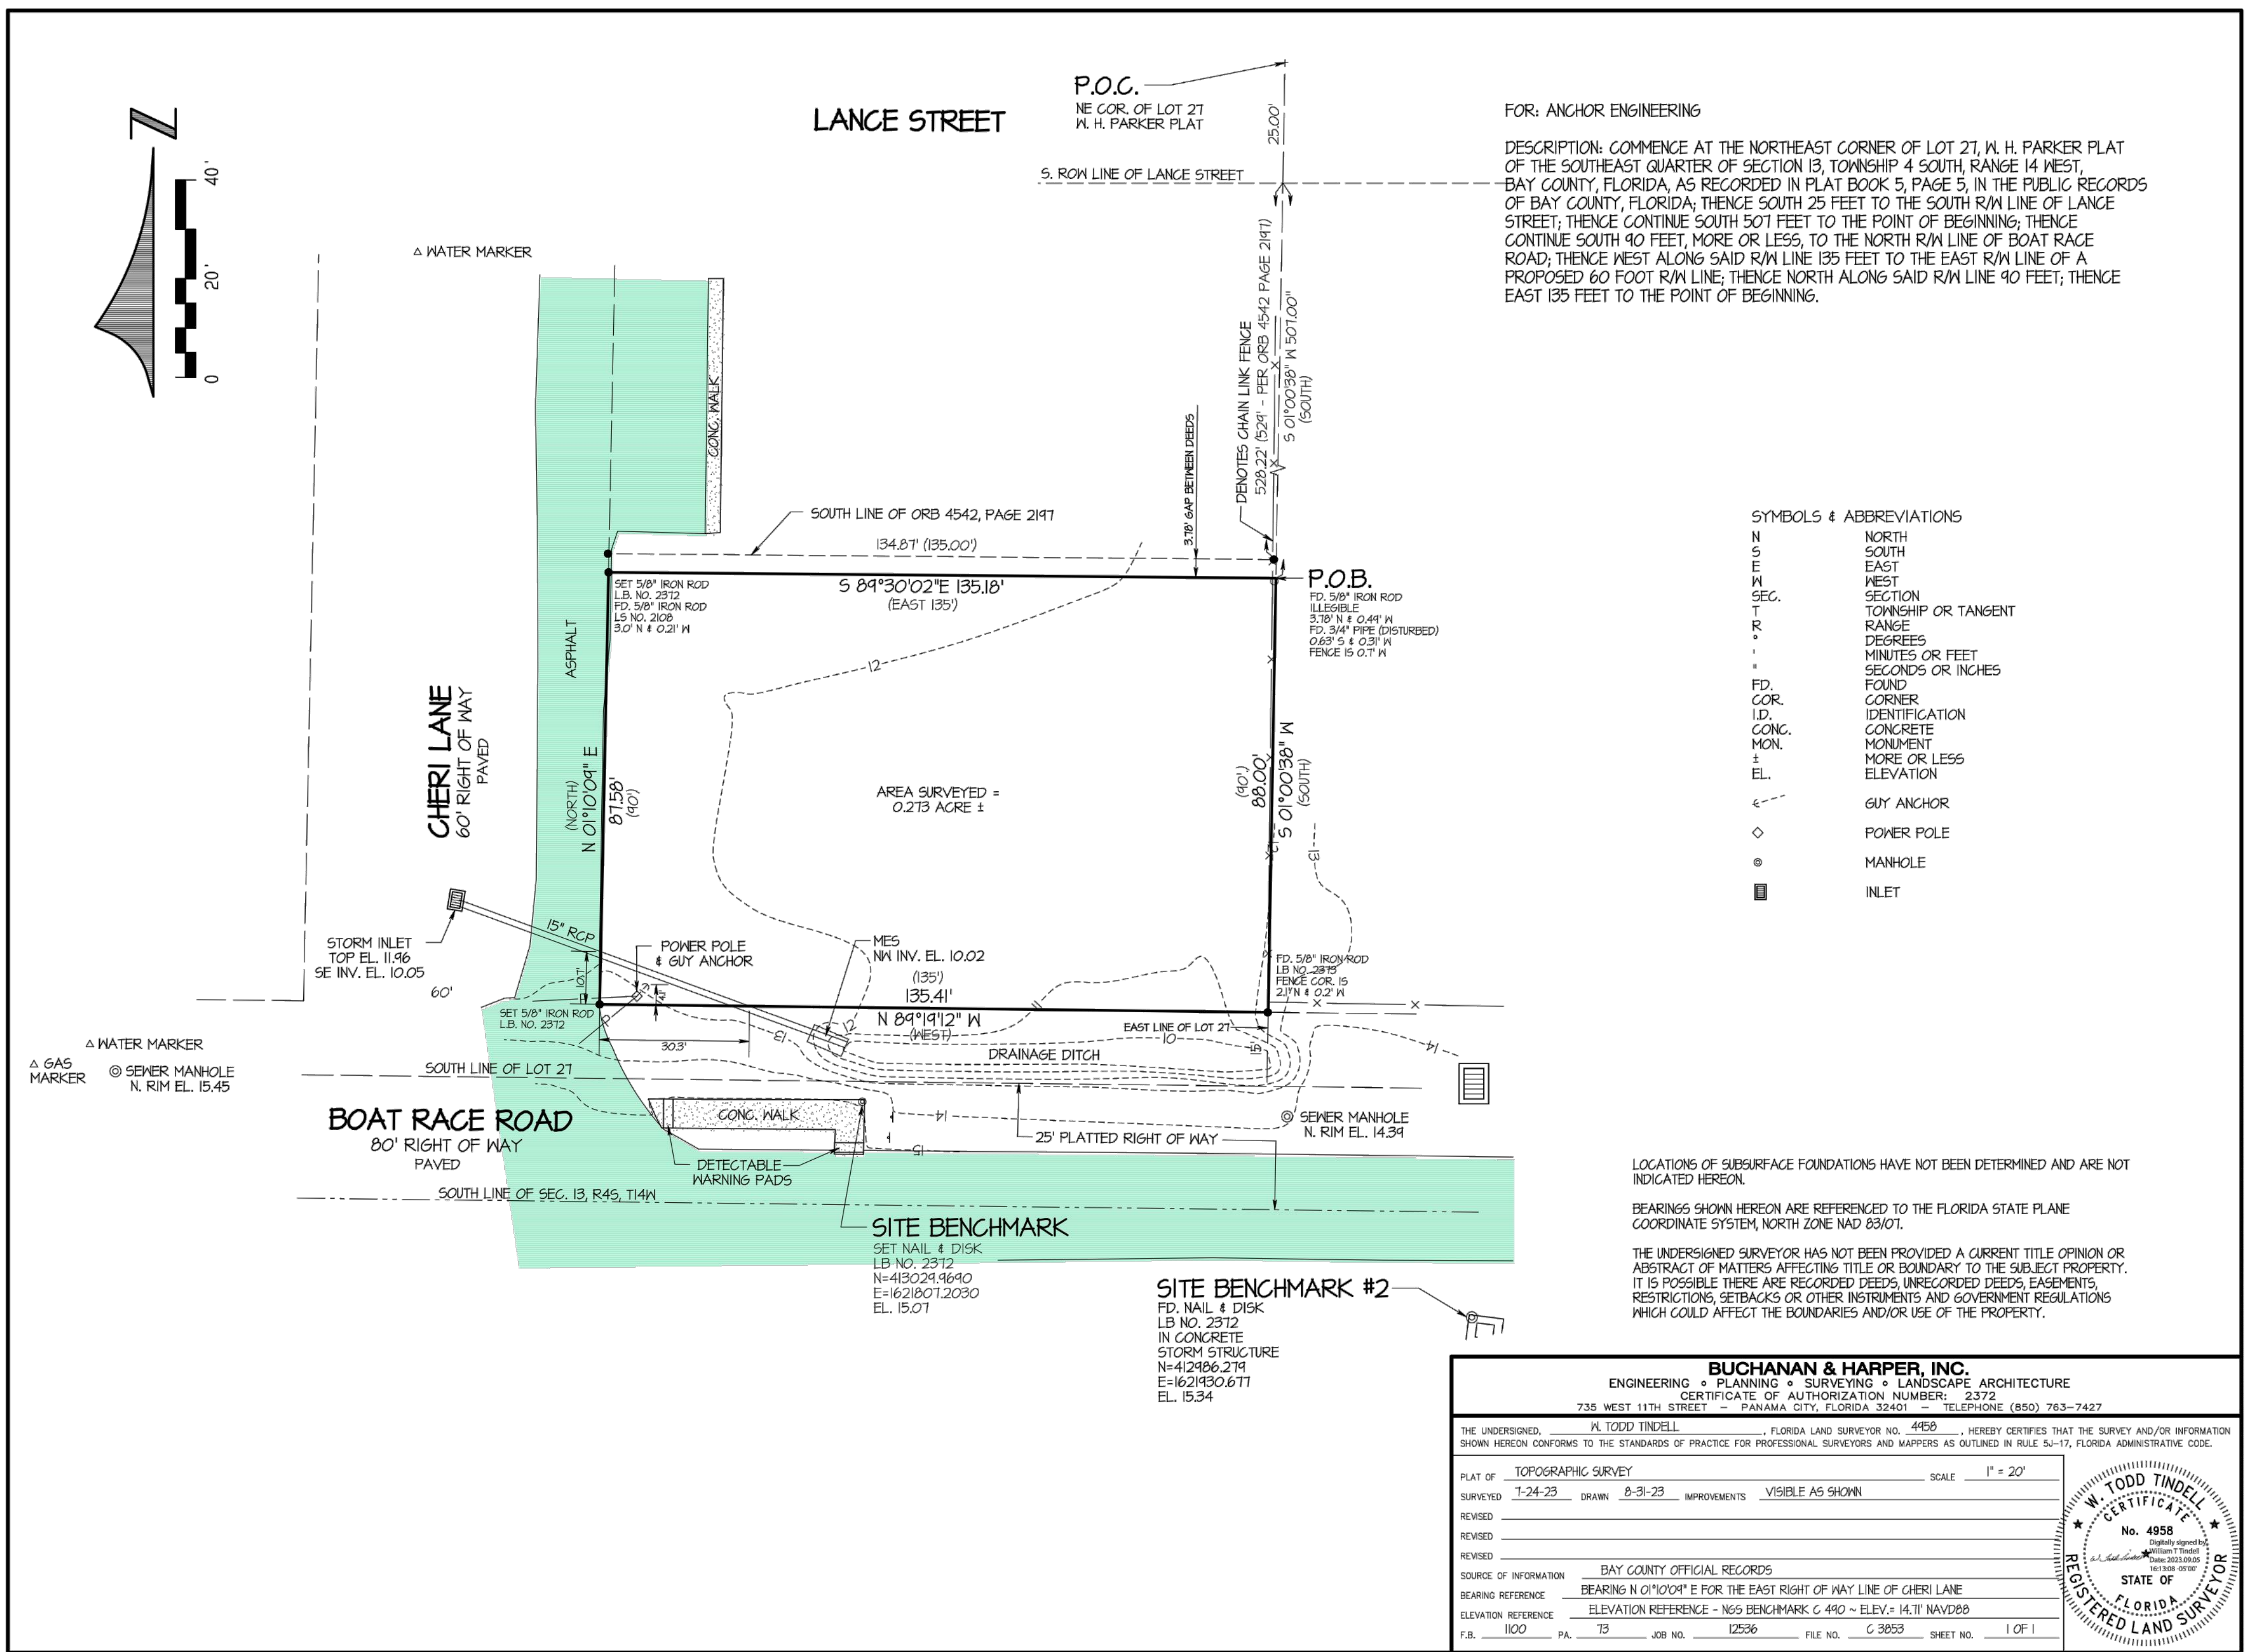 P.O.C.
NE COR. OF LOT 27
W. H. PARKER PLAT
LANCE STREET
25.00'
S. ROW LINE OF LANCE STREET
FOR: ANCHOR ENGINEERING
DESCRIPTION: COMMENCE AT THE NORTHEAST CORNER OF LOT 27, W. H. PARKER PLAT
OF THE SOUTHEAST QUARTER OF SECTION 13, TOWNSHIP 4 SOUTH, RANGE 14 WEST,
BAY COUNTY, FLORIDA, AS RECORDED IN PLAT BOOK 5, PAGE 5, IN THE PUBLIC RECORDS
OF BAY COUNTY, FLORIDA; THENCE SOUTH 25 FEET TO THE SOUTH R/W LINE OF LANCE
STREET; THENCE CONTINUE SOUTH 507 FEET TO THE POINT OF BEGINNING; THENCE
CONTINUE SOUTH 90 FEET, MORE OR LESS, TO THE NORTH R/W LINE OF BOAT RACE
ROAD; THENCE WEST ALONG SAID R/W LINE 135 FEET TO THE EAST R/W LINE OF A
PROPOSED 60 FOOT R/W LINE; THENCE NORTH ALONG SAID R/W LINE 90 FEET; THENCE
EAST 135 FEET TO THE POINT OF BEGINNING.
N
40'
20'
0
△ WATER MARKER
CONC. WALK
DENOTES CHAIN LINK FENCE
528.22' (529' - PER ORB 4542 PAGE 2197)
S 01°00'38" W 507.00"
(SOUTH)
3.78' GAP BETWEEN DEEDS
SOUTH LINE OF ORB 4542, PAGE 2197
134.87' (135.00')
S 89°30'02"E 135.18'
(EAST 135')
SET 5/8" IRON ROD
L.B. NO. 2372
FD. 5/8" IRON ROD
LS NO. 2108
3.0' N & 0.21' W
P.O.B.
FD. 5/8" IRON ROD
ILLEGIBLE
3.78' N & 0.49' W
FD. 3/4" PIPE (DISTURBED)
0.63' S & 0.31' W
FENCE IS 0.7' W
SYMBOLS & ABBREVIATIONS
N NORTH
S SOUTH
E EAST
W WEST
SEC. SECTION
T TOWNSHIP OR TANGENT
R RANGE
° DEGREES
' MINUTES OR FEET
" SECONDS OR INCHES
FD. FOUND
COR. CORNER
I.D. IDENTIFICATION
CONC. CONCRETE
MON. MONUMENT
± MORE OR LESS
EL. ELEVATION
GUY ANCHOR
POWER POLE
MANHOLE
INLET
ASPHALT
CHERI LANE
60' RIGHT OF WAY
PAVED
(NORTH)
N 01°10'09" E
87.58'
(90')
12
AREA SURVEYED =
0.273 ACRE ±
(90')
88.00'
S 01°00'38" W
(SOUTH)
12
13
STORM INLET
TOP EL. 11.96
SE INV. EL. 10.05
15" RCP
POWER POLE
& GUY ANCHOR
MES
NW INV. EL. 10.02
(135')
135.41'
N 89°19'12" W
(WEST)
FD. 5/8" IRON ROD
LB NO. 2373
FENCE COR. IS
2.1' N & 0.2' W
60'
10.7'
SET 5/8" IRON ROD
L.B. NO. 2372
30.3'
13
12
11
10
EAST LINE OF LOT 27
15
14
DRAINAGE DITCH
△ WATER MARKER
△ GAS
MARKER
SEWER MANHOLE
N. RIM EL. 15.45
SOUTH LINE OF LOT 27
BOAT RACE ROAD
80' RIGHT OF WAY
PAVED
CONC. WALK
14
SEWER MANHOLE
N. RIM EL. 14.39
25' PLATTED RIGHT OF WAY
15
DETECTABLE
WARNING PADS
SOUTH LINE OF SEC. 13, R4S, T14W
SITE BENCHMARK
SET NAIL & DISK
LB NO. 2372
N=413029.9690
E=1621807.2030
EL. 15.07
SITE BENCHMARK #2
FD. NAIL & DISK
LB NO. 2372
IN CONCRETE
STORM STRUCTURE
N=412986.279
E=1621930.677
EL. 15.34
LOCATIONS OF SUBSURFACE FOUNDATIONS HAVE NOT BEEN DETERMINED AND ARE NOT
INDICATED HEREON.
BEARINGS SHOWN HEREON ARE REFERENCED TO THE FLORIDA STATE PLANE
COORDINATE SYSTEM, NORTH ZONE NAD 83/07.
THE UNDERSIGNED SURVEYOR HAS NOT BEEN PROVIDED A CURRENT TITLE OPINION OR
ABSTRACT OF MATTERS AFFECTING TITLE OR BOUNDARY TO THE SUBJECT PROPERTY.
IT IS POSSIBLE THERE ARE RECORDED DEEDS, UNRECORDED DEEDS, EASEMENTS,
RESTRICTIONS, SETBACKS OR OTHER INSTRUMENTS AND GOVERNMENT REGULATIONS
WHICH COULD AFFECT THE BOUNDARIES AND/OR USE OF THE PROPERTY.
BUCHANAN & HARPER, INC.
ENGINEERING ∘ PLANNING ∘ SURVEYING ∘ LANDSCAPE ARCHITECTURE
CERTIFICATE OF AUTHORIZATION NUMBER: 2372
735 WEST 11TH STREET – PANAMA CITY, FLORIDA 32401 – TELEPHONE (850) 763-7427
THE UNDERSIGNED, W. TODD TINDELL, FLORIDA LAND SURVEYOR NO. 4958, HEREBY CERTIFIES THAT THE SURVEY AND/OR INFORMATION
SHOWN HEREON CONFORMS TO THE STANDARDS OF PRACTICE FOR PROFESSIONAL SURVEYORS AND MAPPERS AS OUTLINED IN RULE 5J-17, FLORIDA ADMINISTRATIVE CODE.
PLAT OF TOPOGRAPHIC SURVEY SCALE 1" = 20'
SURVEYED 7-24-23 DRAWN 8-31-23 IMPROVEMENTS VISIBLE AS SHOWN
REVISED
REVISED
REVISED
SOURCE OF INFORMATION BAY COUNTY OFFICIAL RECORDS
BEARING REFERENCE BEARING N 01°10'09" E FOR THE EAST RIGHT OF WAY LINE OF CHERI LANE
ELEVATION REFERENCE ELEVATION REFERENCE - NGS BENCHMARK C 490 ~ ELEV.= 14.71' NAVD88
F.B. 1100 PA. 73 JOB NO. 12536 FILE NO. C 3853 SHEET NO. 1 OF 1
W. TODD TINDELL
CERTIFICATE
No. 4958
Digitally signed by
William T Tindell
Date: 2023.09.05
16:13:08 -05'00'
STATE OF
FLORIDA
REGISTERED LAND SURVEYOR